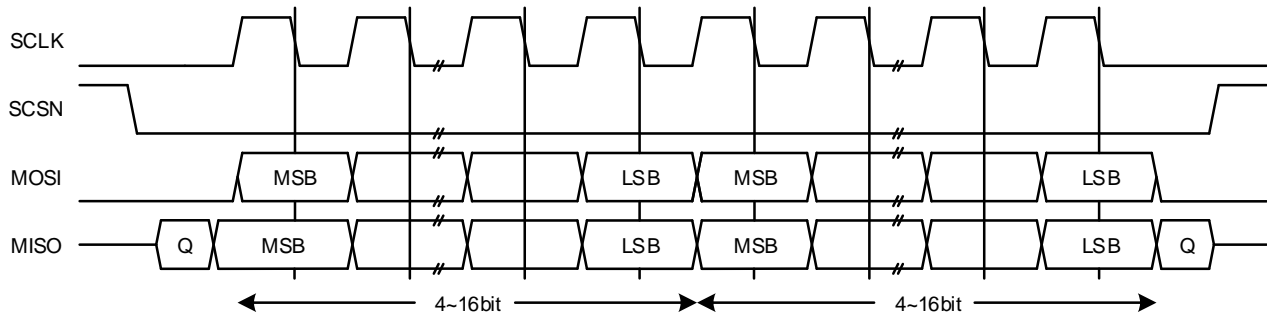 SCLK
SCSN
MOSI MSB LSB MSB LSB
MISO Q MSB LSB MSB LSB Q
4~16bit 4~16bit